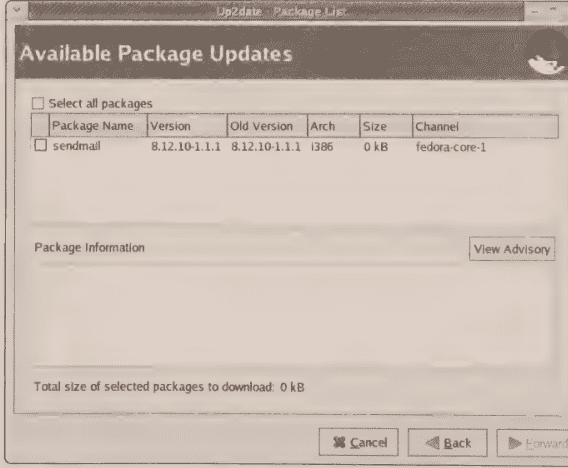 Up2date - Package List
Available Package Updates
Select all packages
Package Name Version Old Version Arch Size Channel
sendmail 8.12.10-1.1.1 8.12.10-1.1.1 i386 0 kB fedora-core-1
Package Information
View Advisory
Total size of selected packages to download: 0 kB
Cancel Back Forward